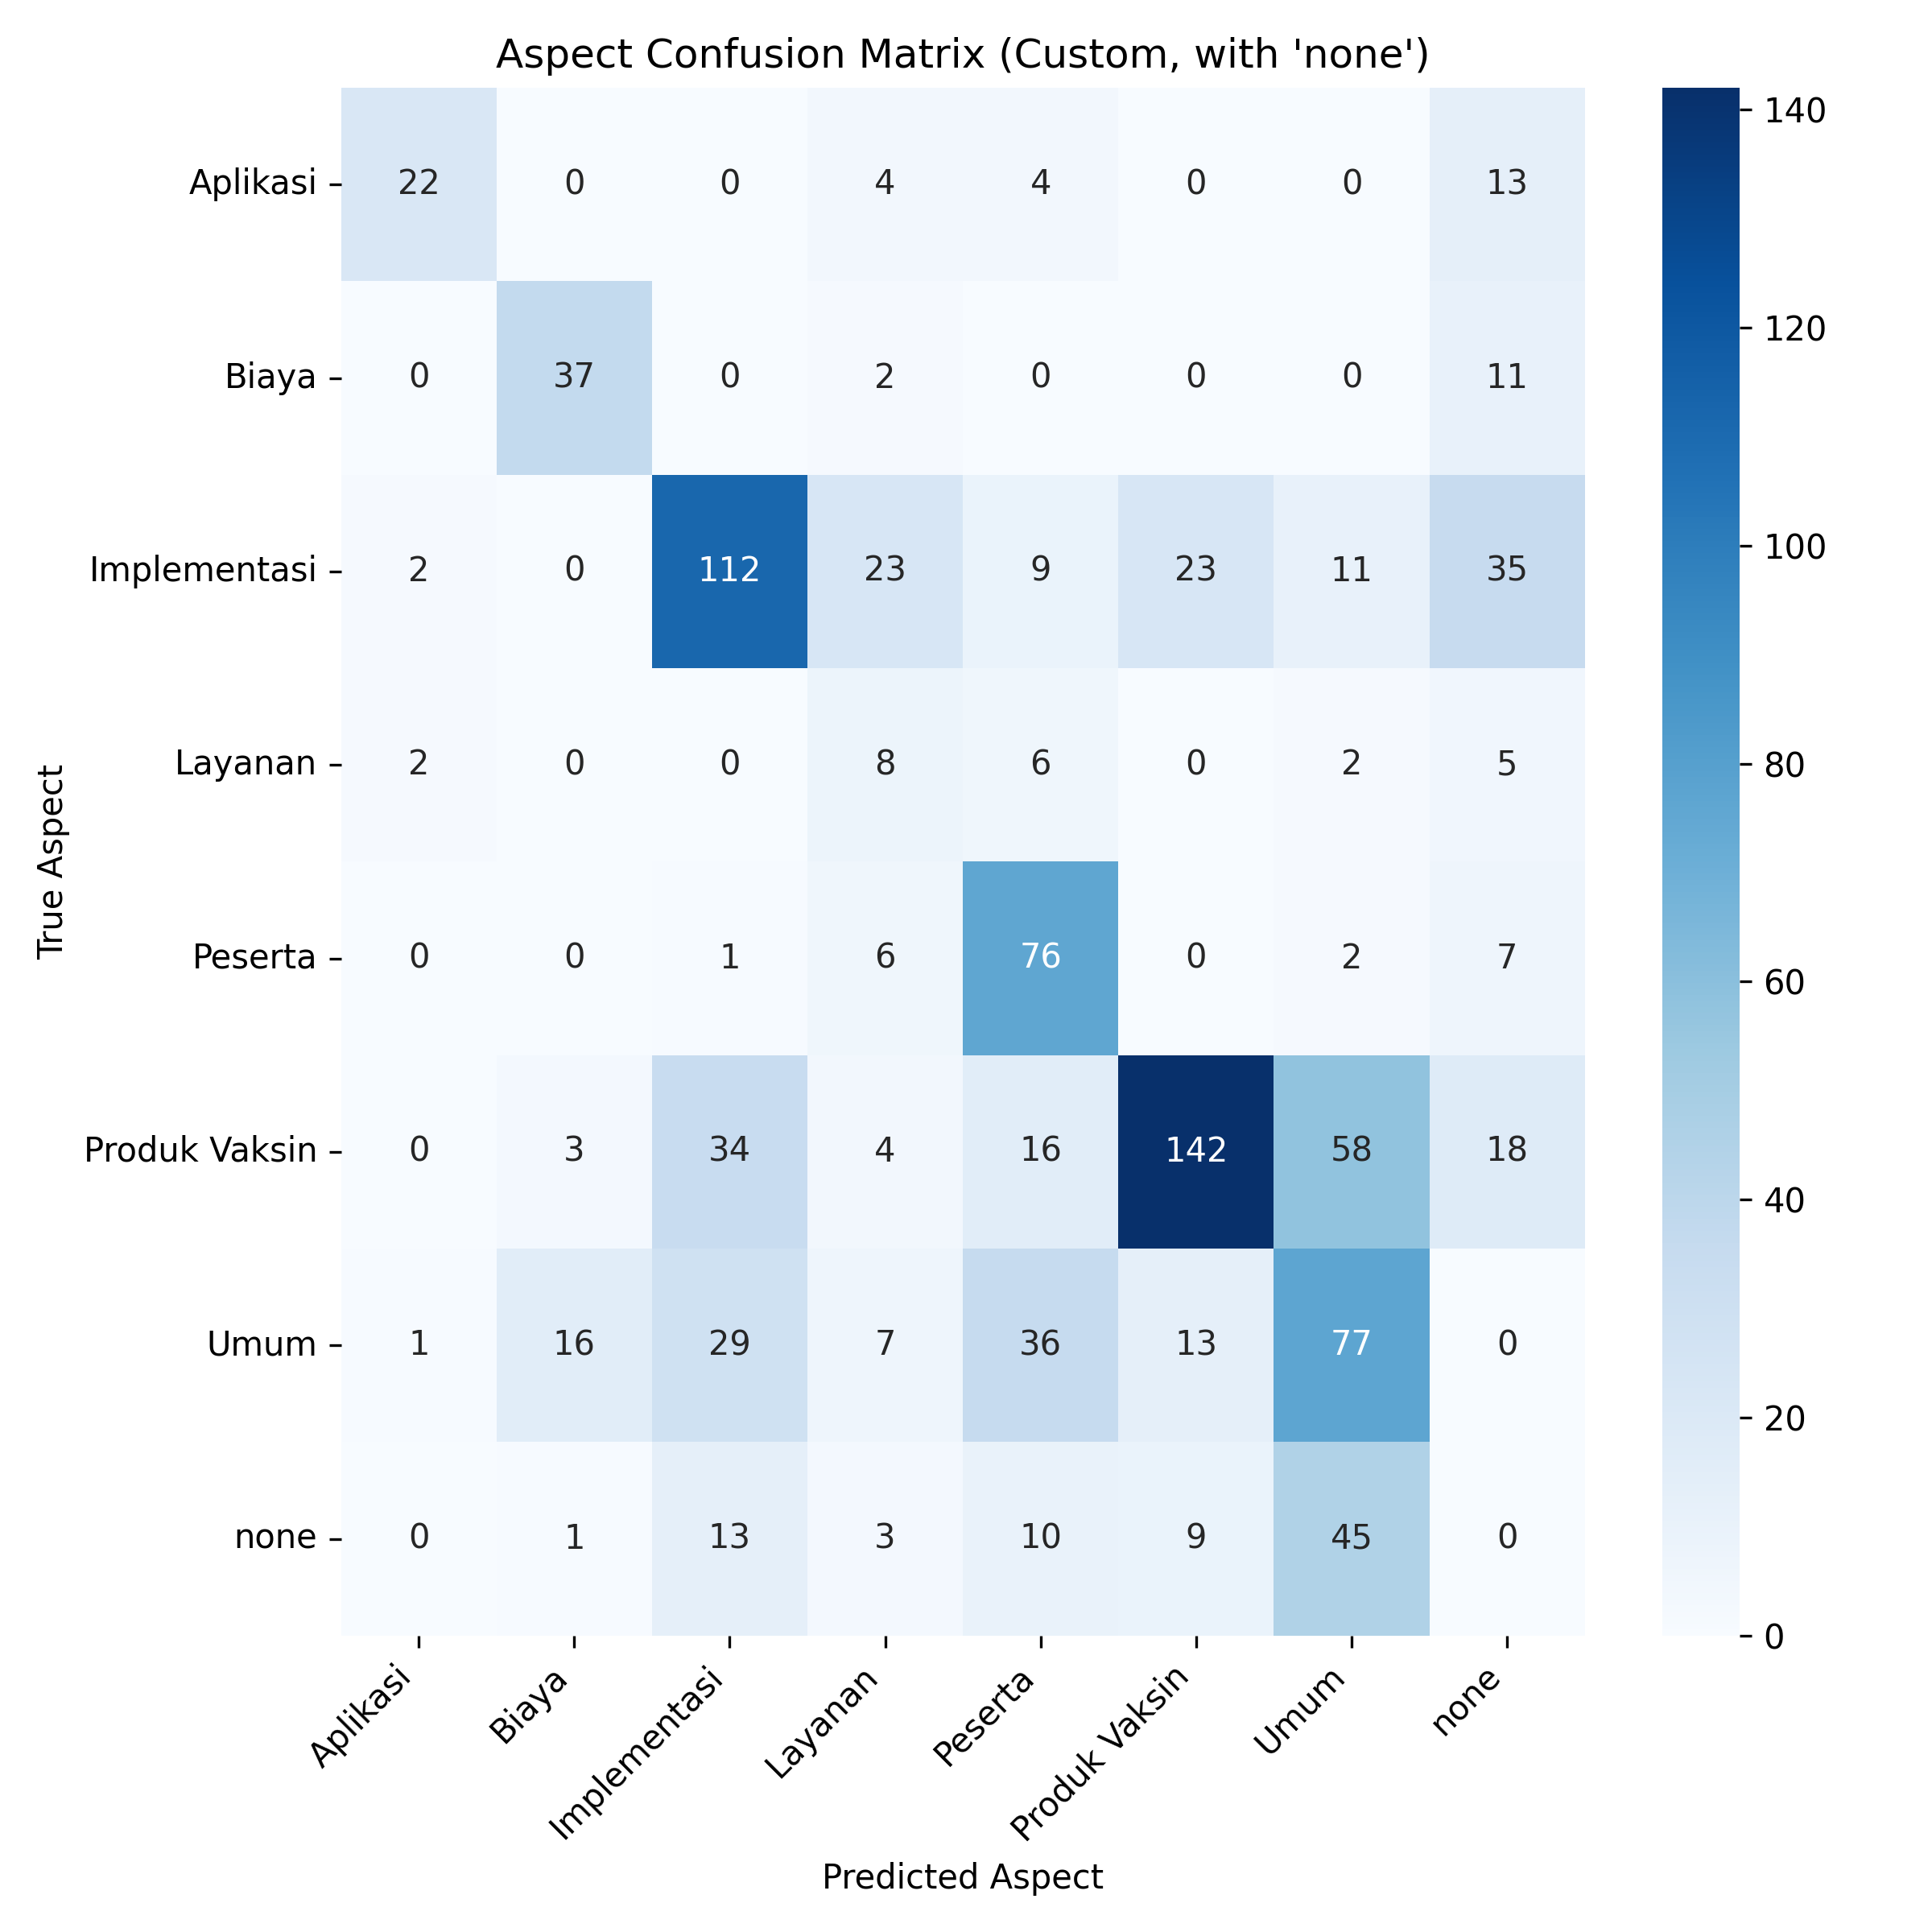 Aspect Confusion Matrix (Custom, with 'none')
True Aspect
Aplikasi 22 0 0 4 4 0 0 13
Biaya 0 37 0 2 0 0 0 11
Implementasi 2 0 112 23 9 23 11 35
Layanan 2 0 0 8 6 0 2 5
Peserta 0 0 1 6 76 0 2 7
Produk Vaksin 0 3 34 4 16 142 58 18
Umum 1 16 29 7 36 13 77 0
none 0 1 13 3 10 9 45 0
Aplikasi Biaya Implementasi Layanan Peserta Produk Vaksin Umum none
Predicted Aspect
140
120
100
80
60
40
20
0